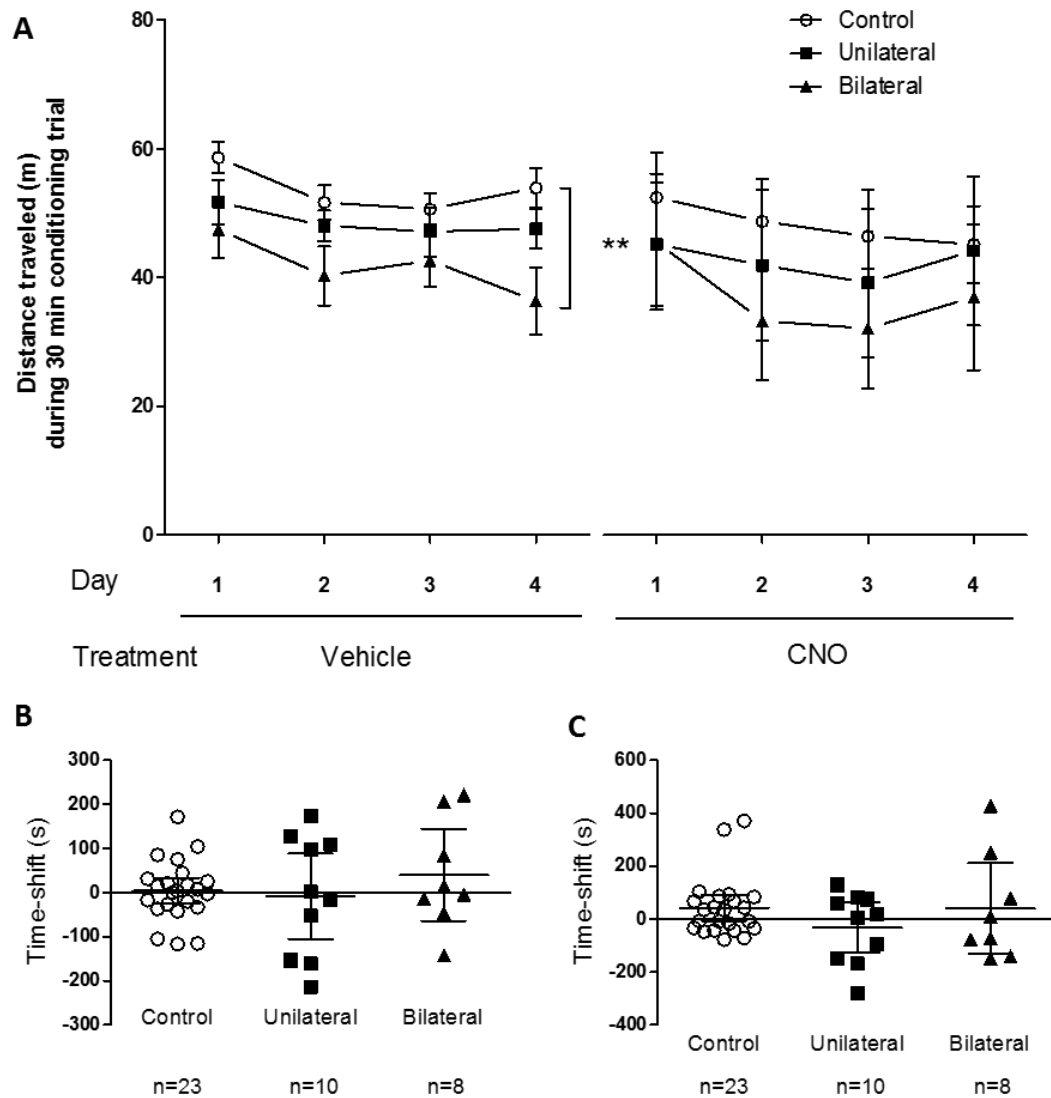 A
80
60
40
20
0
Distance traveled (m)
during 30 min conditioning trial
Control
Unilateral
Bilateral
**
Day 1 2 3 4 1 2 3 4
Treatment Vehicle CNO
B
Time-shift (s)
300
200
100
0
-100
-200
-300
Control Unilateral Bilateral
n=23 n=10 n=8
C
Time-shift (s)
600
400
200
0
-200
-400
Control Unilateral Bilateral
n=23 n=10 n=8